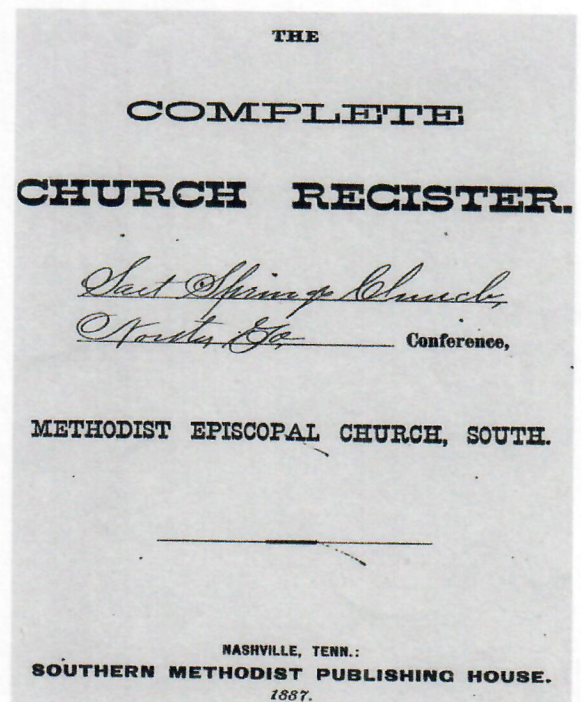 THE
COMPLETE
CHURCH REGISTER.
Salt Springs Church,
North, Ga, Conference,
METHODIST EPISCOPAL CHURCH, SOUTH.
NASHVILLE, TENN.:
SOUTHERN METHODIST PUBLISHING HOUSE.
1887.